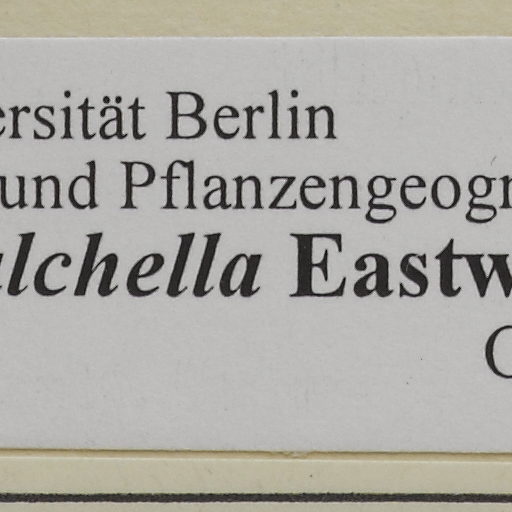 ersität Berlin
und Pflanzengeogr
lchella Eastw
C